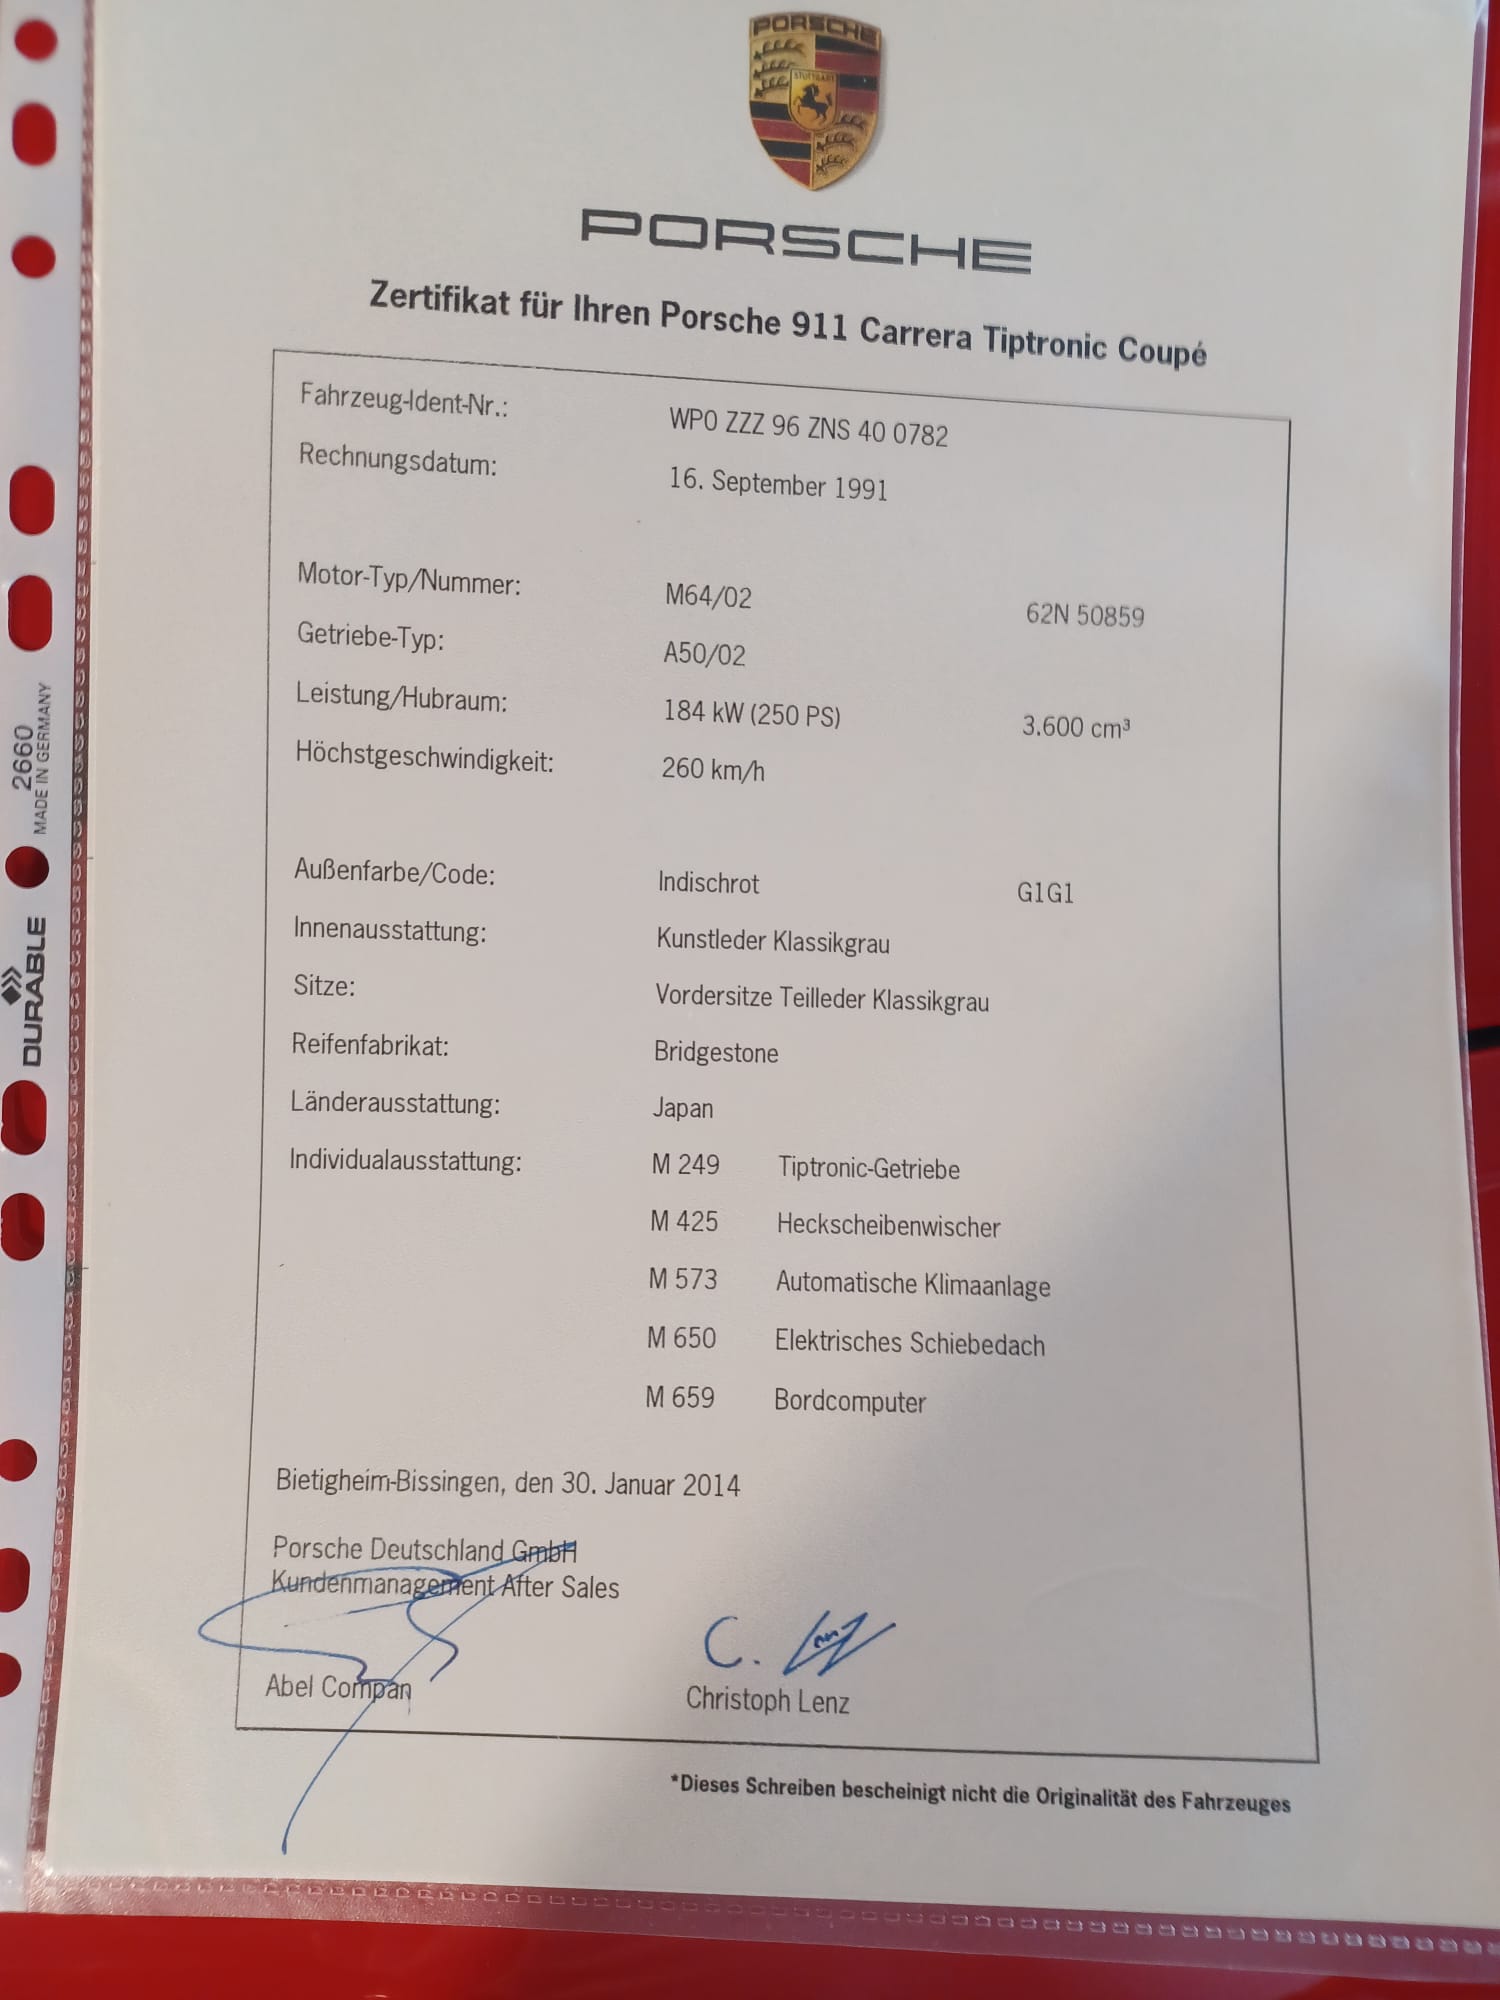 PORSCHE
STUTTGART
PORSCHE
Zertifikat für Ihren Porsche 911 Carrera Tiptronic Coupé
Fahrzeug-Ident-Nr.: WP0 ZZZ 96 ZNS 40 0782
Rechnungsdatum: 16. September 1991
Motor-Typ/Nummer: M64/02 62N 50859
Getriebe-Typ: A50/02
Leistung/Hubraum: 184 kW (250 PS) 3.600 cm³
Höchstgeschwindigkeit: 260 km/h
Außenfarbe/Code: Indischrot G1G1
Innenausstattung: Kunstleder Klassikgrau
Sitze: Vordersitze Teilleder Klassikgrau
Reifenfabrikat: Bridgestone
Länderausstattung: Japan
Individualausstattung: M 249 Tiptronic-Getriebe
M 425 Heckscheibenwischer
M 573 Automatische Klimaanlage
M 650 Elektrisches Schiebedach
M 659 Bordcomputer
Bietigheim-Bissingen, den 30. Januar 2014
Porsche Deutschland GmbH
Kundenmanagement After Sales
C. Lenz
Abel Compan Christoph Lenz
*Dieses Schreiben bescheinigt nicht die Originalität des Fahrzeuges
DURABLE
2660
MADE IN GERMANY